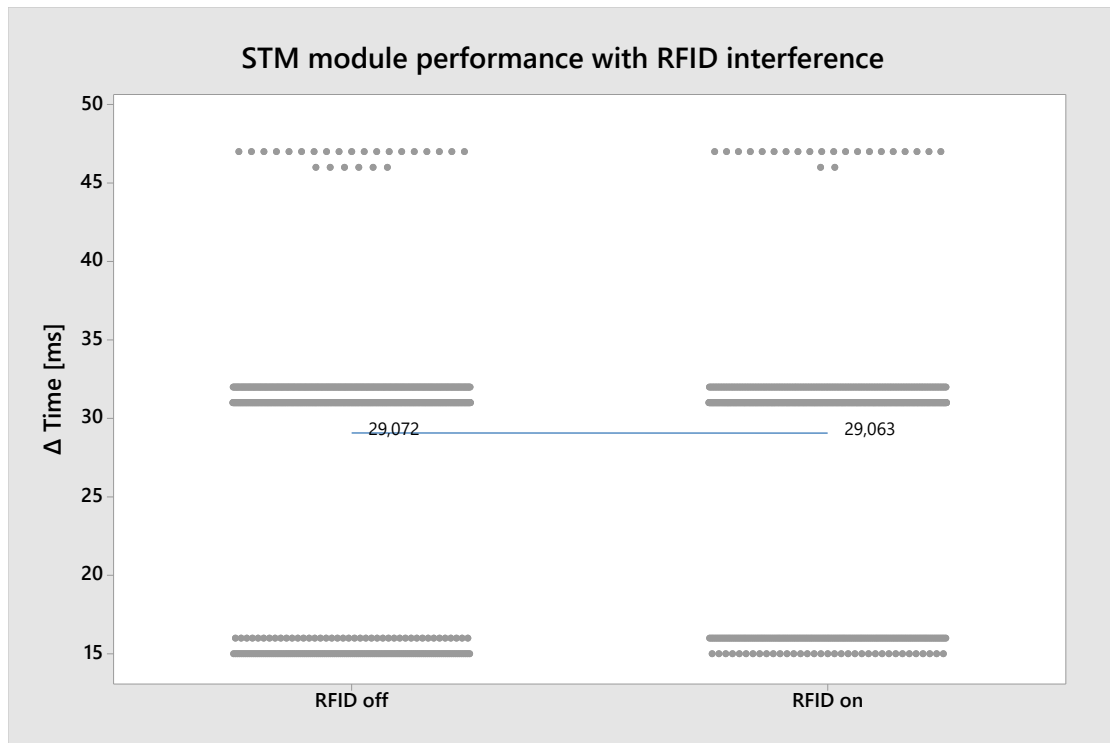 STM module performance with RFID interference
50
45
40
35
30
25
20
15
Δ Time [ms]
29,072
29,063
RFID off
RFID on